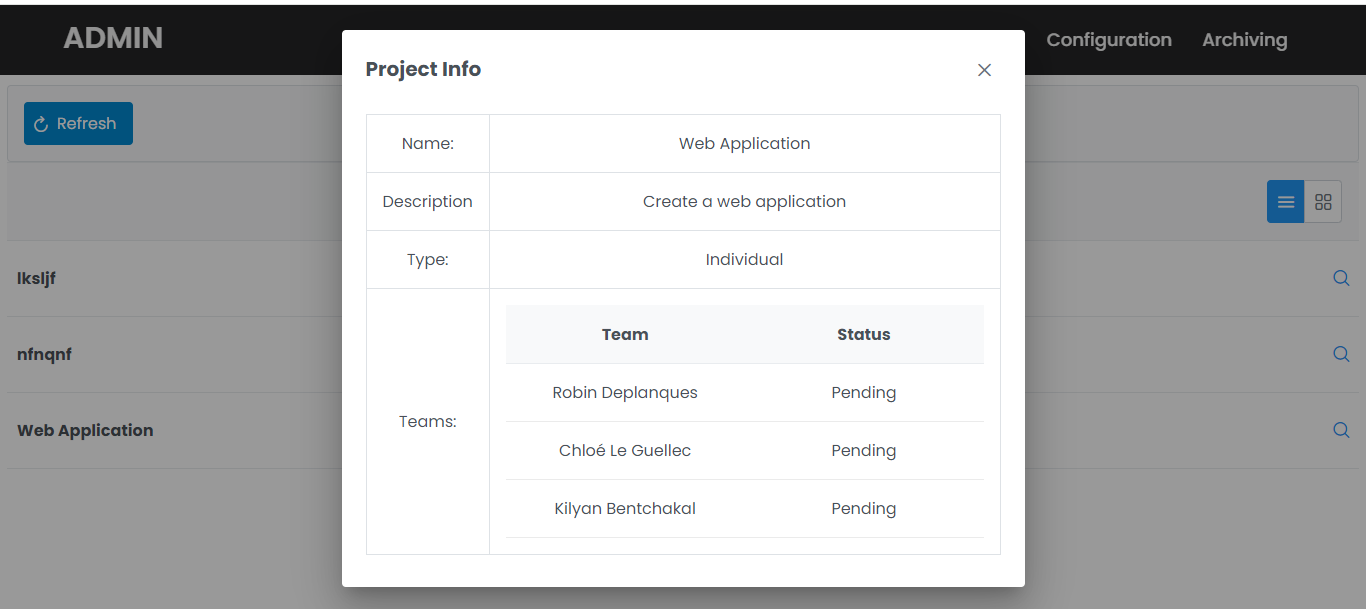 ADMIN
Configuration Archiving
Project Info
Refresh
Name: Web Application
Description Create a web application
Type: Individual
Teams:
Team Status
Robin Deplanques Pending
Chloé Le Guellec Pending
Kilyan Bentchakal Pending
lksljf
nfnqnf
Web Application